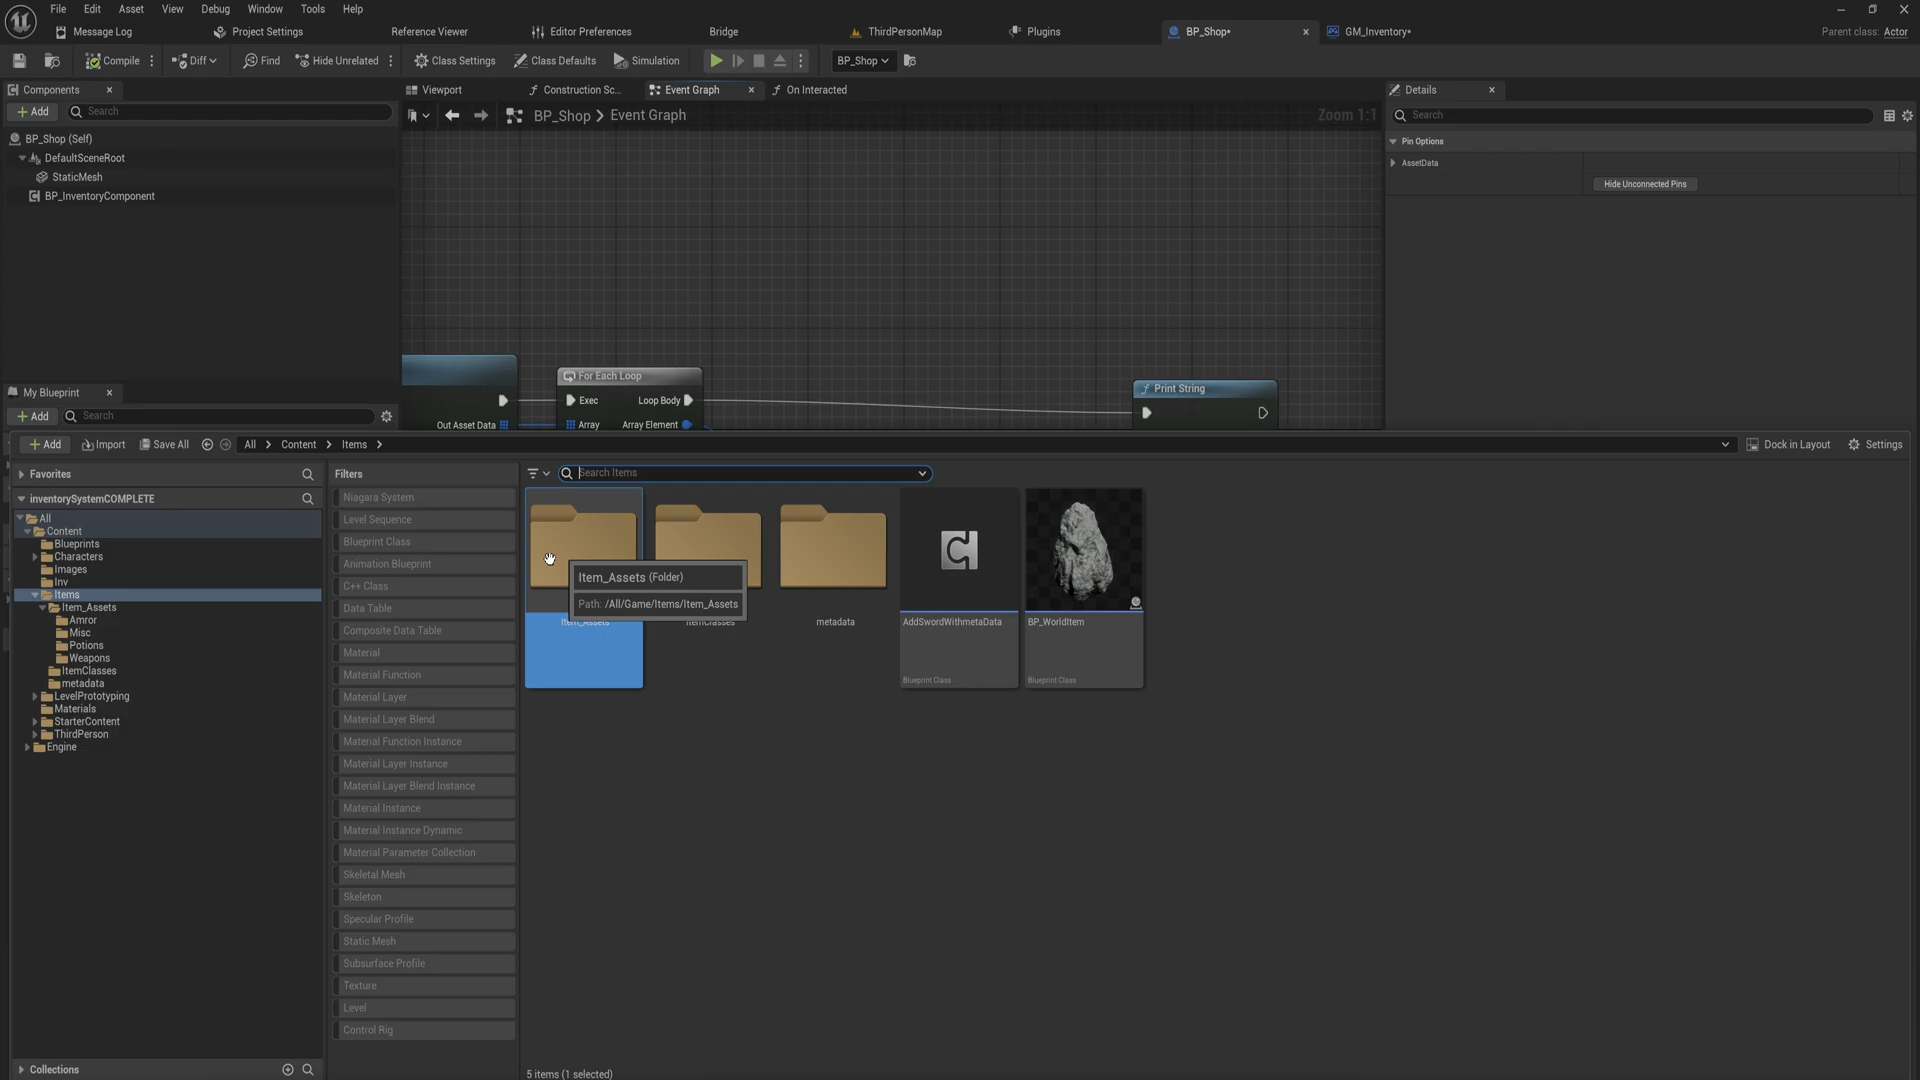 File Edit Asset View Debug Window Tools Help
Message Log Project Settings Reference Viewer Editor Preferences Bridge ThirdPersonMap Plugins BP_Shop* GM_Inventory* Parent class: Actor
Compile Diff Find Hide Unrelated Class Settings Class Defaults Simulation BP_Shop
Components Viewport Construction Sc... Event Graph On Interacted Details
Add Search BP_Shop Event Graph Zoom 1:1 Search
BP_Shop (Self) Pin Options
DefaultSceneRoot AssetData
StaticMesh Hide Unconnected Pins
BP_InventoryComponent
For Each Loop Print String
My Blueprint Exec Loop Body
Add Search Out Asset Data Array Array Element
Add Import Save All All Content Items Dock in Layout Settings
Favorites Filters Search Items
inventorySystemCOMPLETE Niagara System
All Level Sequence
Content
Blueprints Blueprint Class
Characters Animation Blueprint
Images
Inv C++ Class
Items
Item_Assets Data Table
Amror
Misc Composite Data Table
Potions
Weapons Material
ItemClasses Material Function
metadata
LevelPrototyping Material Layer
Materials
StarterContent Material Layer Blend
ThirdPerson Material Function Instance
Engine
Material Layer Instance
Material Layer Blend Instance
Material Instance
Material Instance Dynamic
Material Parameter Collection
Skeletal Mesh
Skeleton
Specular Profile
Static Mesh
Subsurface Profile
Texture
Level
Control Rig
Item_Assets (Folder)
Path: /All/Game/Items/Item_Assets
Item_Assets ItemClasses metadata AddSwordWithmetaData BP_WorldItem
Blueprint Class Blueprint Class
Collections 5 items (1 selected)